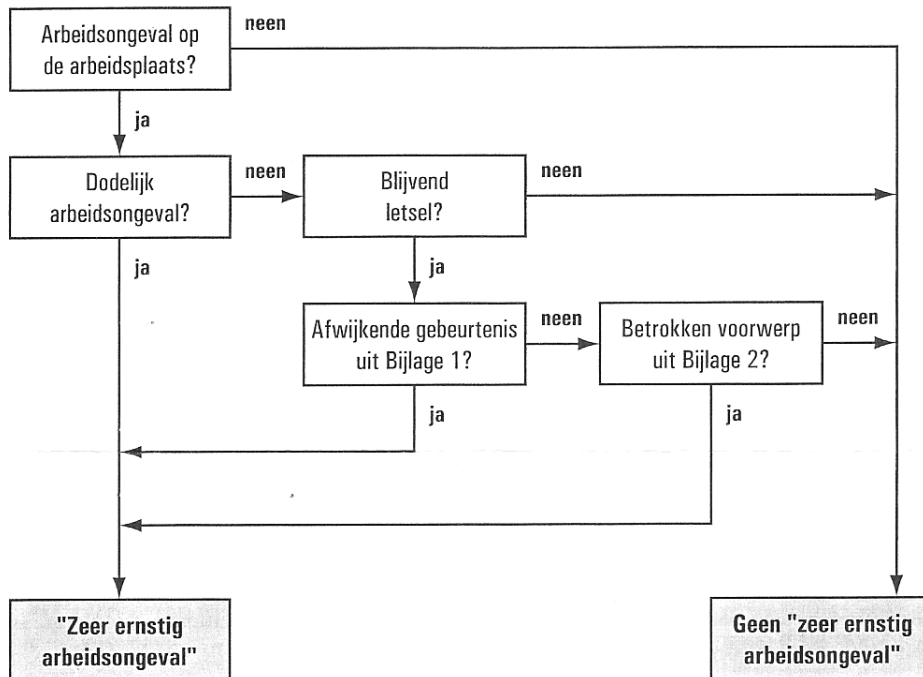 Arbeidsongeval op
de arbeidsplaats?
neen
ja
Dodelijk
arbeidsongeval?
neen
Blijvend
letsel?
neen
ja
ja
Afwijkende gebeurtenis
uit Bijlage 1?
neen
Betrokken voorwerp
uit Bijlage 2?
neen
ja
ja
"Zeer ernstig
arbeidsongeval"
Geen "zeer ernstig
arbeidsongeval"